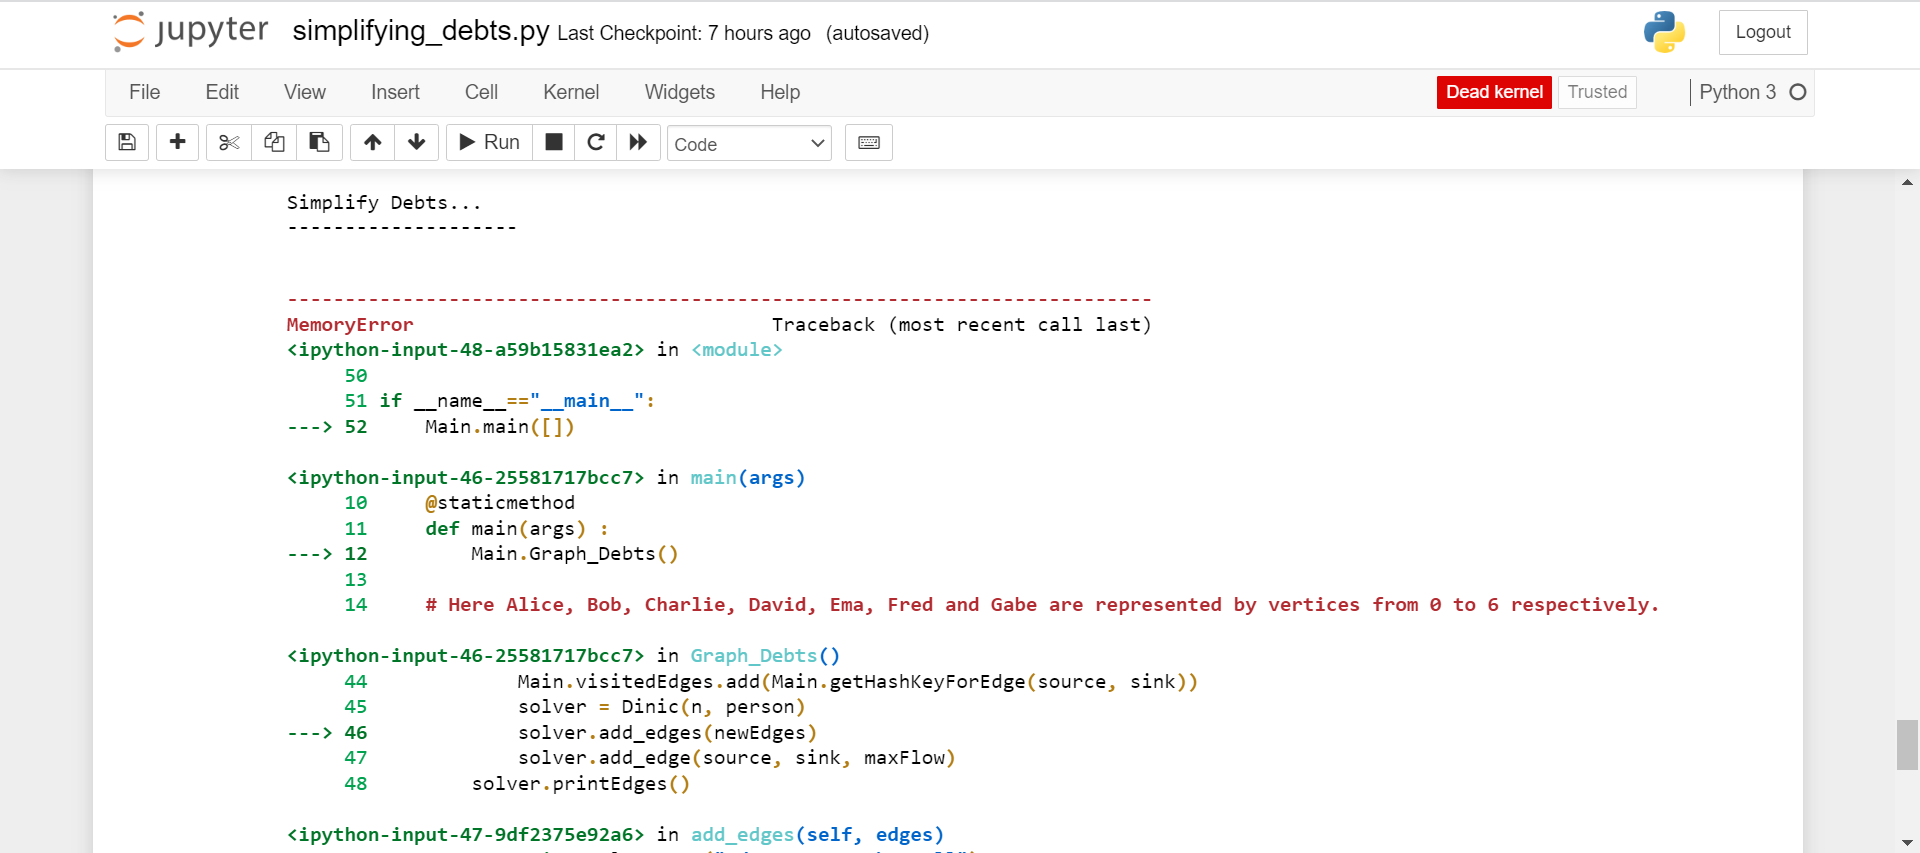 jupyter simplifying_debts.py Last Checkpoint: 7 hours ago (autosaved) Logout
File Edit View Insert Cell Kernel Widgets Help Dead kernel Trusted Python 3
Run Code
Simplify Debts...
--------------------
---------------------------------------------------------------------------
MemoryError Traceback (most recent call last)
<ipython-input-48-a59b15831ea2> in <module>
50
51 if __name__=="__main__":
---> 52 Main.main([])
<ipython-input-46-25581717bcc7> in main(args)
10 @staticmethod
11 def main(args) :
---> 12 Main.Graph_Debts()
13
14 # Here Alice, Bob, Charlie, David, Ema, Fred and Gabe are represented by vertices from 0 to 6 respectively.
<ipython-input-46-25581717bcc7> in Graph_Debts()
44 Main.visitedEdges.add(Main.getHashKeyForEdge(source, sink))
45 solver = Dinic(n, person)
---> 46 solver.add_edges(newEdges)
47 solver.add_edge(source, sink, maxFlow)
48 solver.printEdges()
<ipython-input-47-9df2375e92a6> in add_edges(self, edges)